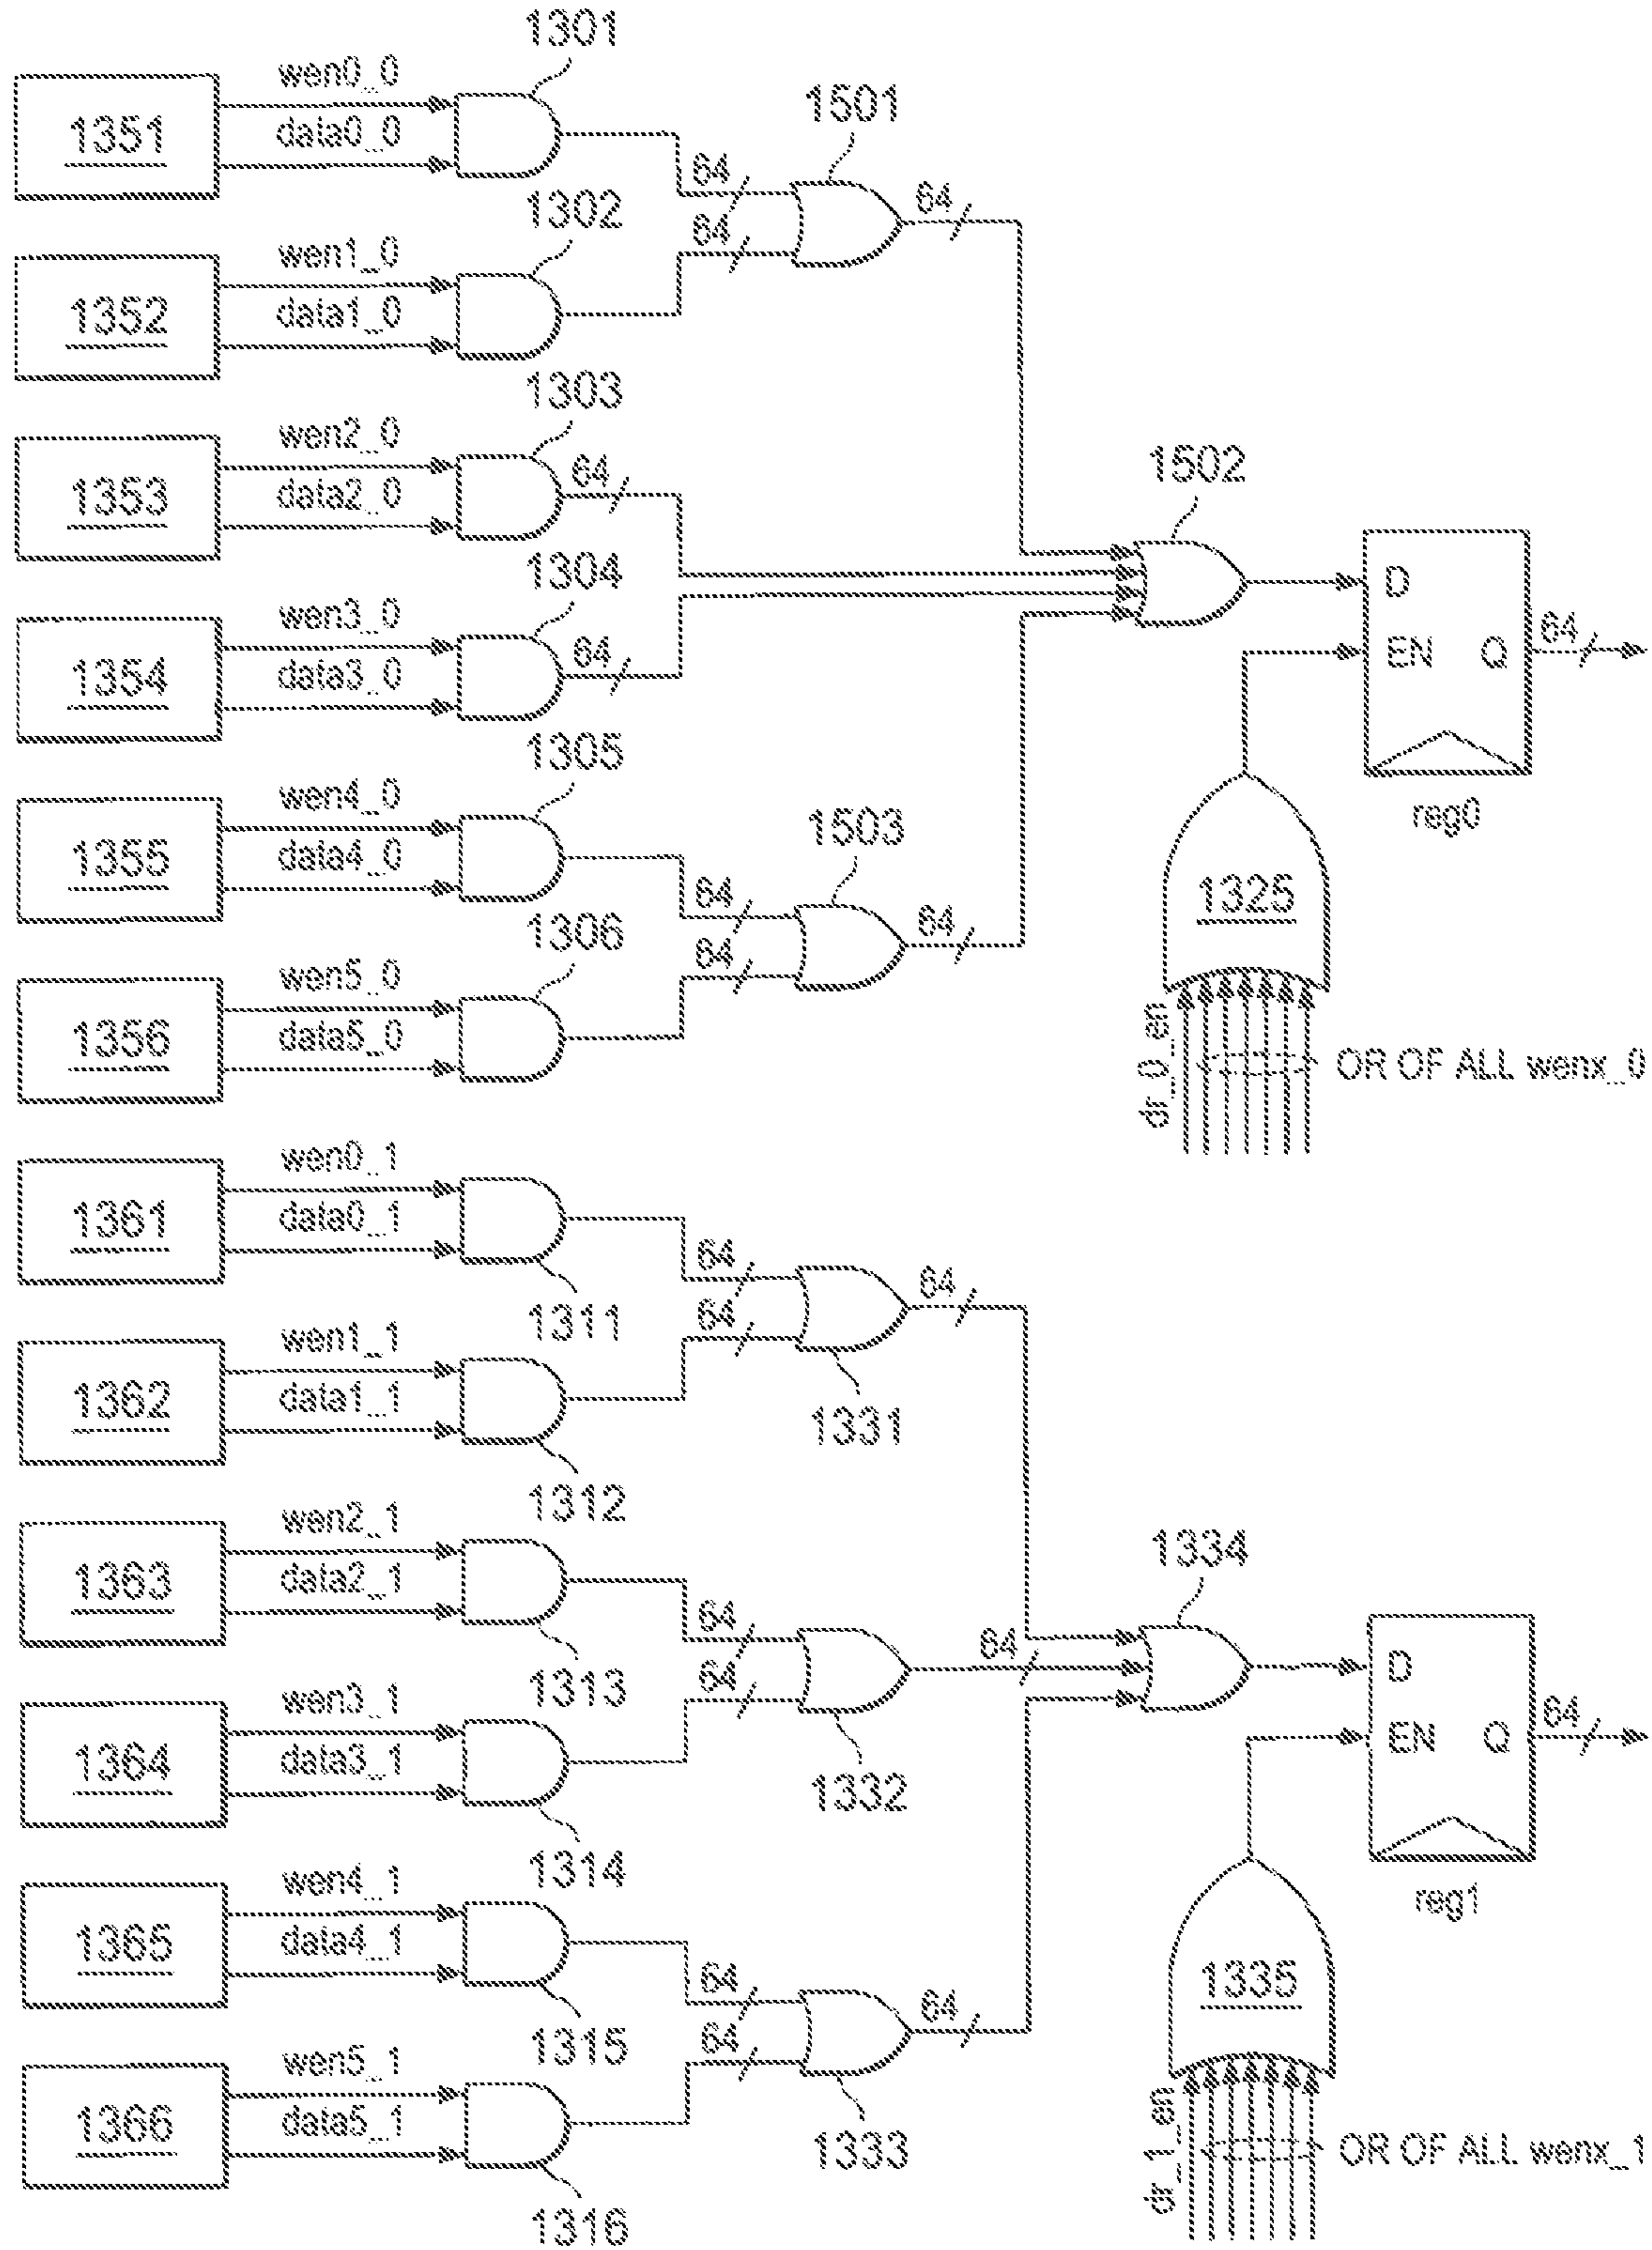 1301
wen0_0
1351
data0_0
1501
64
64
64
1302
wen1_0
1352
data1_0
1303
wen2_0
1353
data2_0
64
1502
1304
wen3_0
1354
data3_0
64
D
EN
Q
64
reg0
1305
wen4_0
1355
data4_0
1503
64
64
64
1325
1306
wen5_0
1356
data5_0
dr_0_en
OR OF ALL wenx_0
wen0_1
1361
data0_1
1311
64
64
64
wen1_1
1362
data1_1
1312
1331
wen2_1
1363
data2_1
1313
64
64
64
1334
wen3_1
1364
data3_1
1314
1332
D
EN
Q
64
reg1
wen4_1
1365
data4_1
1315
64
64
64
1335
wen5_1
1366
data5_1
1316
1333
dr_1_en
OR OF ALL wenx_1